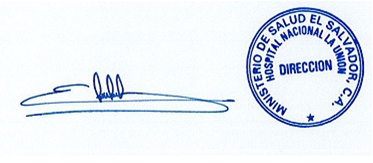 MINISTERIO DE SALUD EL SALVADOR, C.A.
HOSPITAL NACIONAL LA UNION
DIRECCION